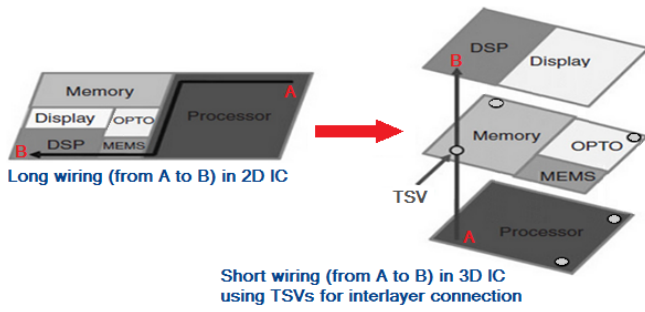 Memory
Display
OPTO
DSP
MEMS
Processor
A
B
Long wiring (from A to B) in 2D IC
DSP
B
Display
Memory
OPTO
MEMS
TSV
Processor
A
Short wiring (from A to B) in 3D IC
using TSVs for interlayer connection